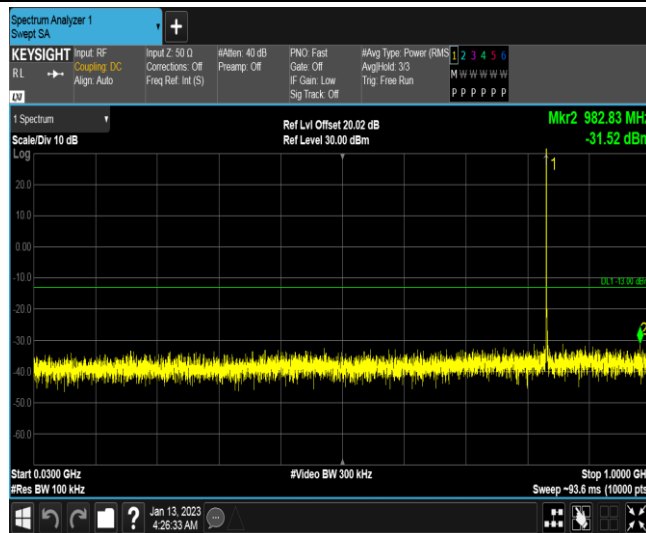 Spectrum Analyzer 1
Swept SA
+
KEYSIGHT
RL
LXI
Input: RF
Coupling: DC
Align: Auto
Input Z: 50 Ω
Corrections: Off
Freq Ref: Int (S)
#Atten: 40 dB
Preamp: Off
PNO: Fast
Gate: Off
IF Gain: Low
Sig Track: Off
#Avg Type: Power (RMS
Avg|Hold: 3/3
Trig: Free Run
1 2 3 4 5 6
M W W W W W
P P P P P P
1 Spectrum
Scale/Div 10 dB
Ref Lvl Offset 20.02 dB
Ref Level 30.00 dBm
Mkr2 982.83 MHz
-31.52 dBm
Log
1
20.0
10.0
0.00
-10.0
DL1 -13.00 dBm
-20.0
-30.0
2
-40.0
-50.0
-60.0
Start 0.0300 GHz
#Res BW 100 kHz
#Video BW 300 kHz
Stop 1.0000 GH
Sweep ~93.6 ms (10000 pts
?
Jan 13, 2023
4:26:33 AM